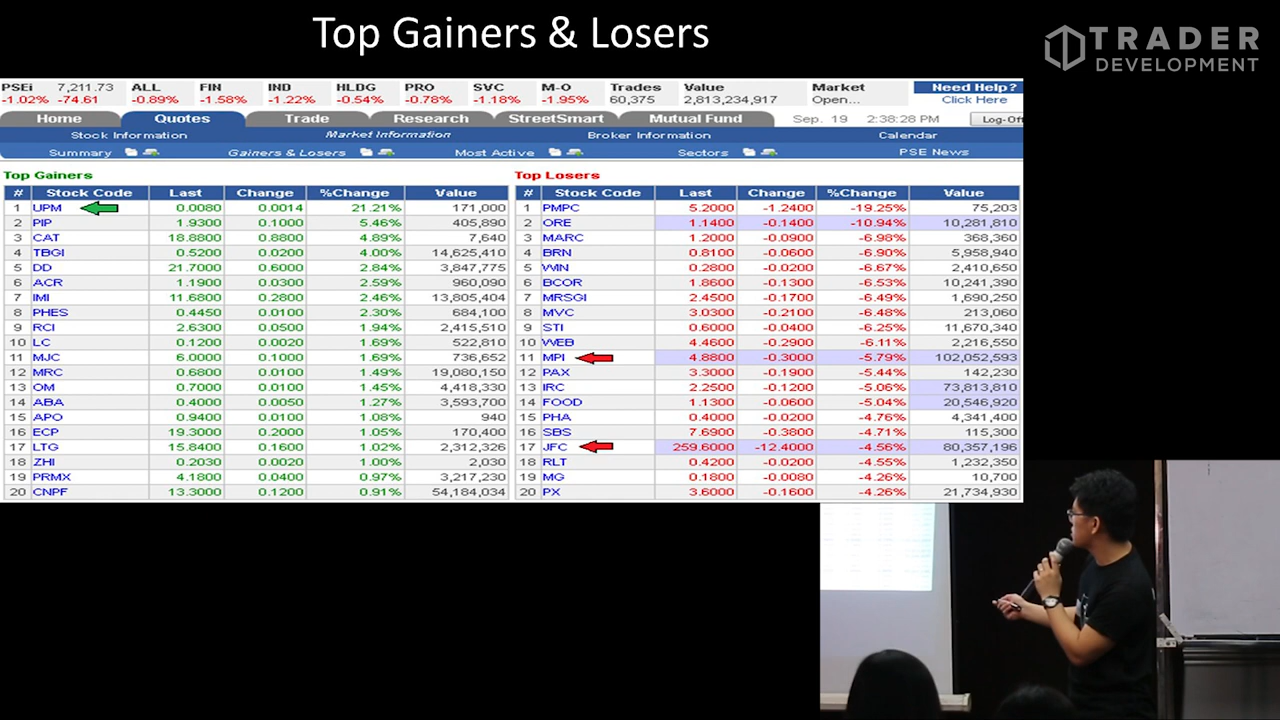 Top Gainers & Losers
TRADER
DEVELOPMENT
PSEi 7,211.73 ALL FIN IND HLDG PRO SVC M-O Trades Value Market Need Help?
-1.02% -74.61 -0.89% -1.58% -1.22% -0.54% -0.78% -1.18% -1.95% 60,375 2,813,234,917 Open... Click Here
Home Quotes Trade Research StreetSmart Mutual Fund Sep. 19 2:38:28 PM Log-Off
Stock Information Market Information Broker Information Calendar
Summary Gainers & Losers Most Active Sectors PSE News
Top Gainers Top Losers
# Stock Code Last Change %Change Value # Stock Code Last Change %Change Value
1 UPM 0.0080 0.0014 21.21% 171,000 1 PMPC 5.2000 -1.2400 -19.25% 75,203
2 PIP 1.9300 0.1000 5.46% 405,890 2 ORE 1.1400 -0.1400 -10.94% 10,281,810
3 CAT 18.8800 0.8800 4.89% 7,640 3 MARC 1.2000 -0.0900 -6.98% 368,360
4 TBGI 0.5200 0.0200 4.00% 14,625,410 4 BRN 0.8100 -0.0600 -6.90% 5,958,940
5 DD 21.7000 0.6000 2.84% 3,847,775 5 WIN 0.2800 -0.0200 -6.67% 2,410,650
6 ACR 1.1900 0.0300 2.59% 960,090 6 BCOR 1.8600 -0.1300 -6.53% 10,241,390
7 IMI 11.6800 0.2800 2.46% 13,805,404 7 MRSGI 2.4500 -0.1700 -6.49% 1,690,250
8 PHES 0.4450 0.0100 2.30% 684,100 8 MVC 3.0300 -0.2100 -6.48% 213,060
9 RCI 2.6300 0.0500 1.94% 2,415,510 9 STI 0.6000 -0.0400 -6.25% 11,670,340
10 LC 0.1200 0.0020 1.69% 522,810 10 WEB 4.4600 -0.2900 -6.11% 2,216,550
11 MJC 6.0000 0.1000 1.69% 736,652 11 MPI 4.8800 -0.3000 -5.79% 102,052,593
12 MRC 0.6800 0.0100 1.49% 19,080,150 12 PAX 3.3000 -0.1900 -5.44% 142,230
13 OM 0.7000 0.0100 1.45% 4,418,330 13 IRC 2.2500 -0.1200 -5.06% 73,813,810
14 ABA 0.4000 0.0050 1.27% 3,593,700 14 FOOD 1.1300 -0.0600 -5.04% 20,546,920
15 APO 0.9400 0.0100 1.08% 940 15 PHA 0.4000 -0.0200 -4.76% 4,341,400
16 ECP 19.3000 0.2000 1.05% 170,400 16 SBS 7.6900 -0.3800 -4.71% 115,300
17 LTG 15.8400 0.1600 1.02% 2,312,326 17 JFC 259.6000 -12.4000 -4.56% 80,357,196
18 ZHI 0.2030 0.0020 1.00% 2,030 18 RLT 0.4200 -0.0200 -4.55% 1,232,350
19 PRMX 4.1800 0.0400 0.97% 3,217,230 19 MG 0.1800 -0.0080 -4.26% 10,700
20 CNPF 13.3000 0.1200 0.91% 54,184,034 20 PX 3.6000 -0.1600 -4.26% 21,734,930